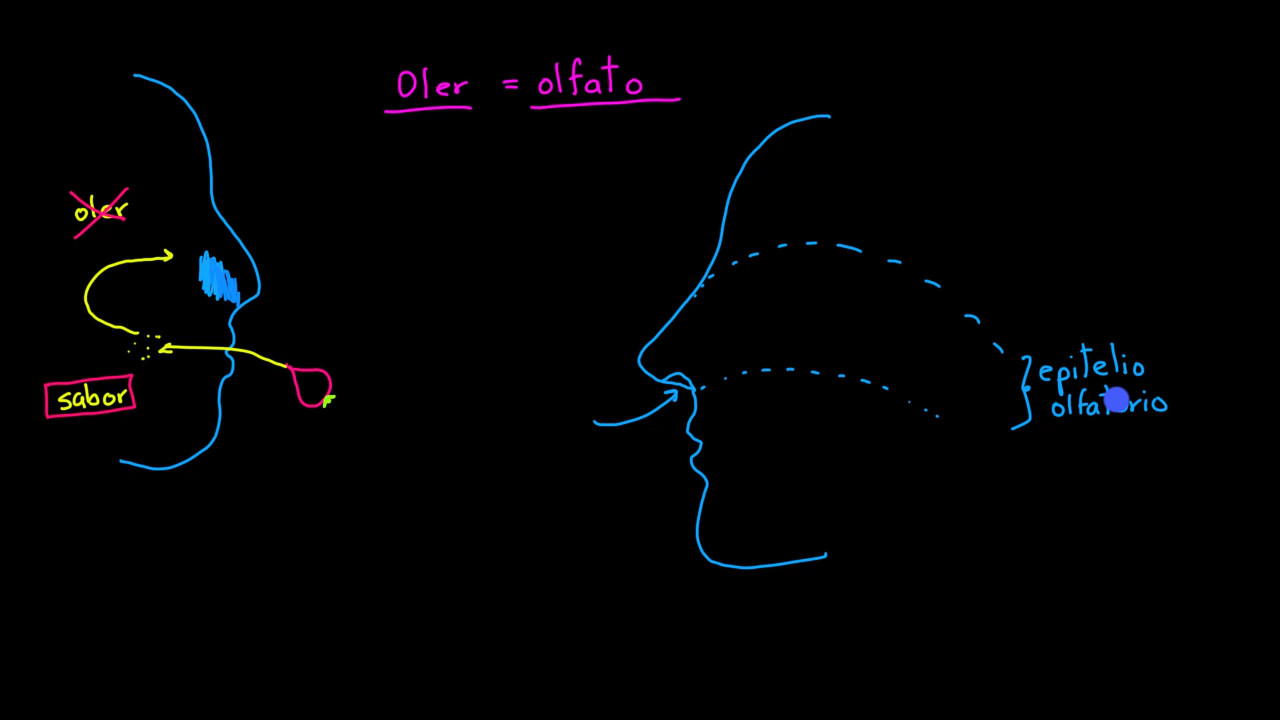 Oler = olfato
oler
sabor
epitelio
olfatorio